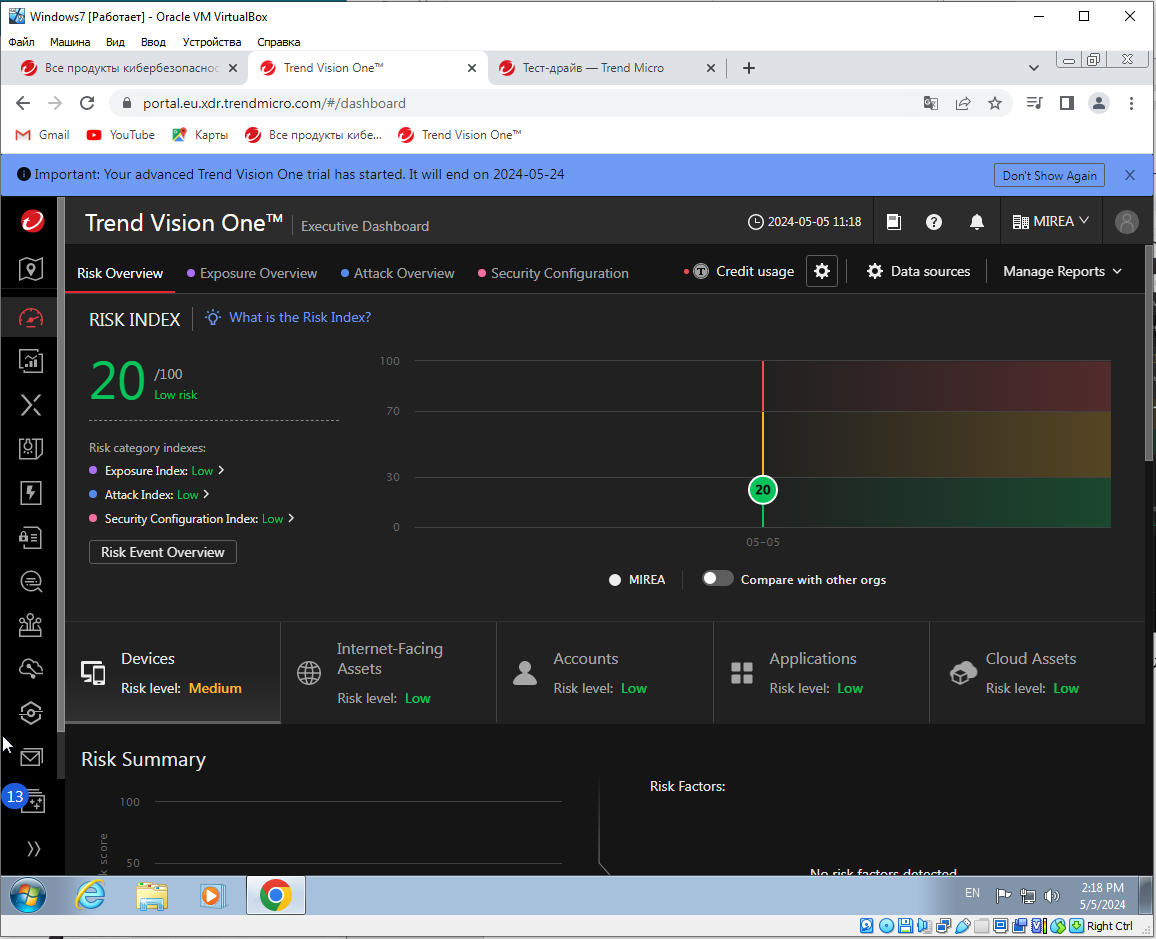 Windows7 [Работает] - Oracle VM VirtualBox
Файл Машина Вид Ввод Устройства Справка
Все продукты кибербезопаснос
Trend Vision One™
Тест-драйв — Trend Micro
portal.eu.xdr.trendmicro.com/#/dashboard
Gmail YouTube Карты Все продукты кибе... Trend Vision One™
Important: Your advanced Trend Vision One trial has started. It will end on 2024-05-24
Don't Show Again
Trend Vision One™ Executive Dashboard
2024-05-05 11:18
MIREA
Risk Overview Exposure Overview Attack Overview Security Configuration
Credit usage
Data sources
Manage Reports
RISK INDEX What is the Risk Index?
20 /100
Low risk
Risk category indexes:
Exposure Index: Low
Attack Index: Low
Security Configuration Index: Low
Risk Event Overview
100
70
30
0
20
05-05
MIREA
Compare with other orgs
Devices
Risk level: Medium
Internet-Facing
Assets
Risk level: Low
Accounts
Risk level: Low
Applications
Risk level: Low
Cloud Assets
Risk level: Low
Risk Summary
100
50
Risk Factors:
No risk factors detected
13
EN
2:18 PM
5/5/2024
Right Ctrl